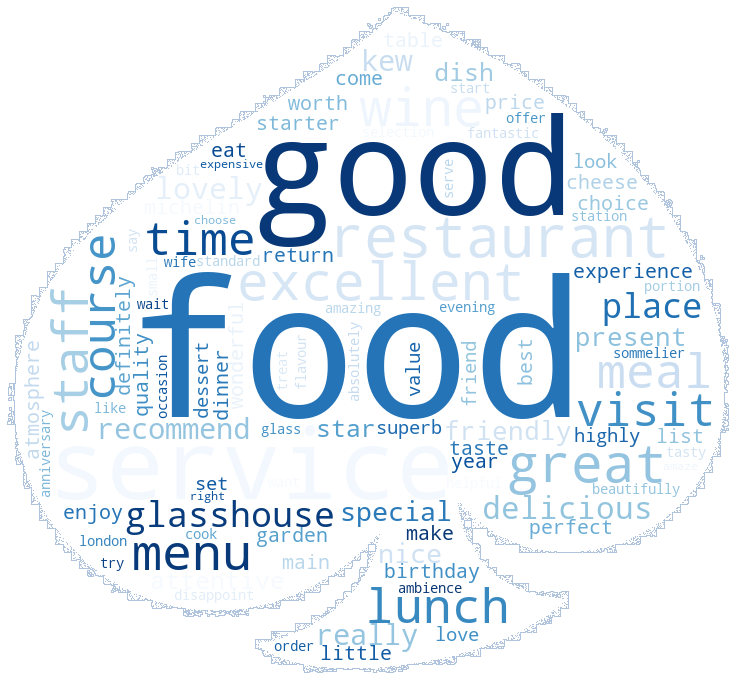 table
kew
come
dish
start
worth
wine
price
starter
offer
selection
fantastic
eat
good
expensive
serve
look
bit
lovely
cheese
michelin
choice
choose
station
say
time
restaurant
return
wife
standard
small
excellent
experience
course
definitely
portion
staff
wait
food
wonderful
amazing
evening
place
present
atmosphere
quality
occasion
dessert
dinner
treat
flavour
absolutely
value
friend
best
sommelier
meal
like
visit
anniversary
recommend
glass
star
superb
friendly
highly
list
service
taste
tasty
year
great
amaze
want
set
right
beautifully
enjoy
glasshouse
special
delicious
perfect
london
cook
garden
make
try
menu
main
nice
attentive
birthday
disappoint
ambience
lunch
really
love
order
little